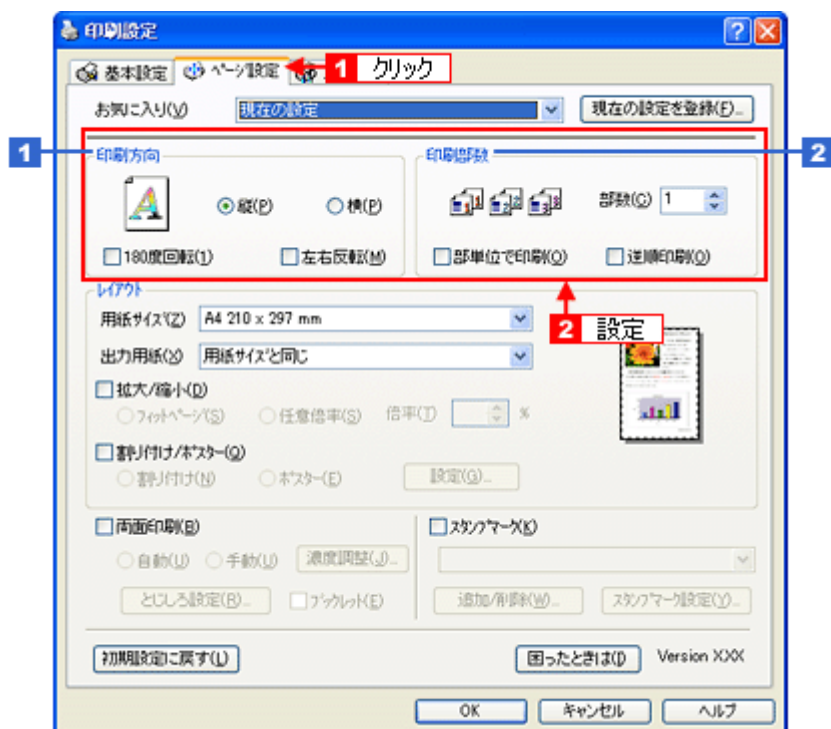 印刷設定
基本設定 ページ設定 1 クリック
お気に入り(V) 現在の設定 現在の設定を登録(F)...
1 印刷方向 印刷部数 2
縦(P) 横(P) 部数(C) 1
180度回転(1) 左右反転(M) 部単位で印刷(O) 逆順印刷(O)
レイアウト
2 設定
用紙サイズ(Z) A4 210 x 297 mm
出力用紙(X) 用紙サイズと同じ
拡大/縮小(D)
フィットページ(S) 任意倍率(S) 倍率(T) %
割り付け/ポスター(Q)
割り付け(N) ポスター(E) 設定(G)...
両面印刷(B) スタンプマーク(K)
自動(U) 手動(U) 濃度調整(J)...
とじしろ設定(R)... ブックレット(E) 追加/削除(W)... スタンプマーク設定(Y)...
初期設定に戻す(L) 困ったときは(I) Version X.XX
OK キャンセル ヘルプ